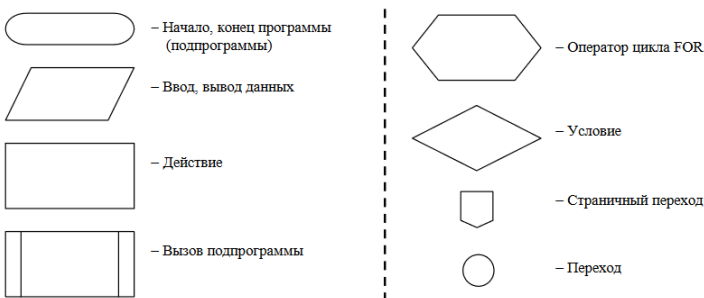 – Начало, конец программы
(подпрограммы)
– Ввод, вывод данных
– Действие
– Вызов подпрограммы
– Оператор цикла FOR
– Условие
– Страничный переход
– Переход